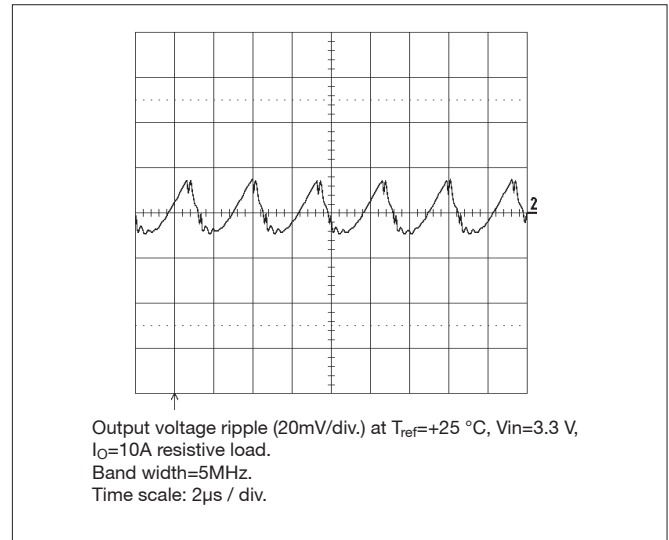 2
Output voltage ripple (20mV/div.) at Tref=+25 °C, Vin=3.3 V,
IO=10A resistive load.
Band width=5MHz.
Time scale: 2µs / div.